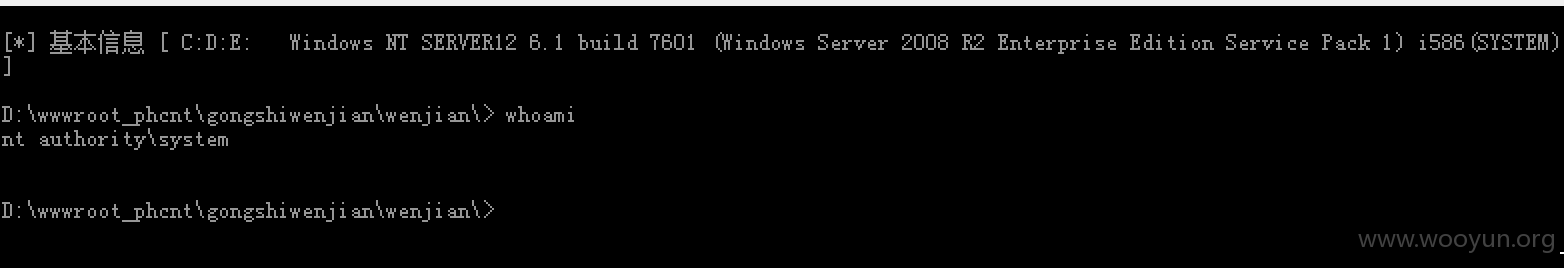 [*] 基本信息 [ C:D:E:   Windows NT SERVER12 6.1 build 7601 (Windows Server 2008 R2 Enterprise Edition Service Pack 1) i586(SYSTEM)
]
D:\wwwroot_phcnt\gongshiwenjian\wenjian\> whoami
nt authority\system
D:\wwwroot_phcnt\gongshiwenjian\wenjian\>
www.wooyun.org